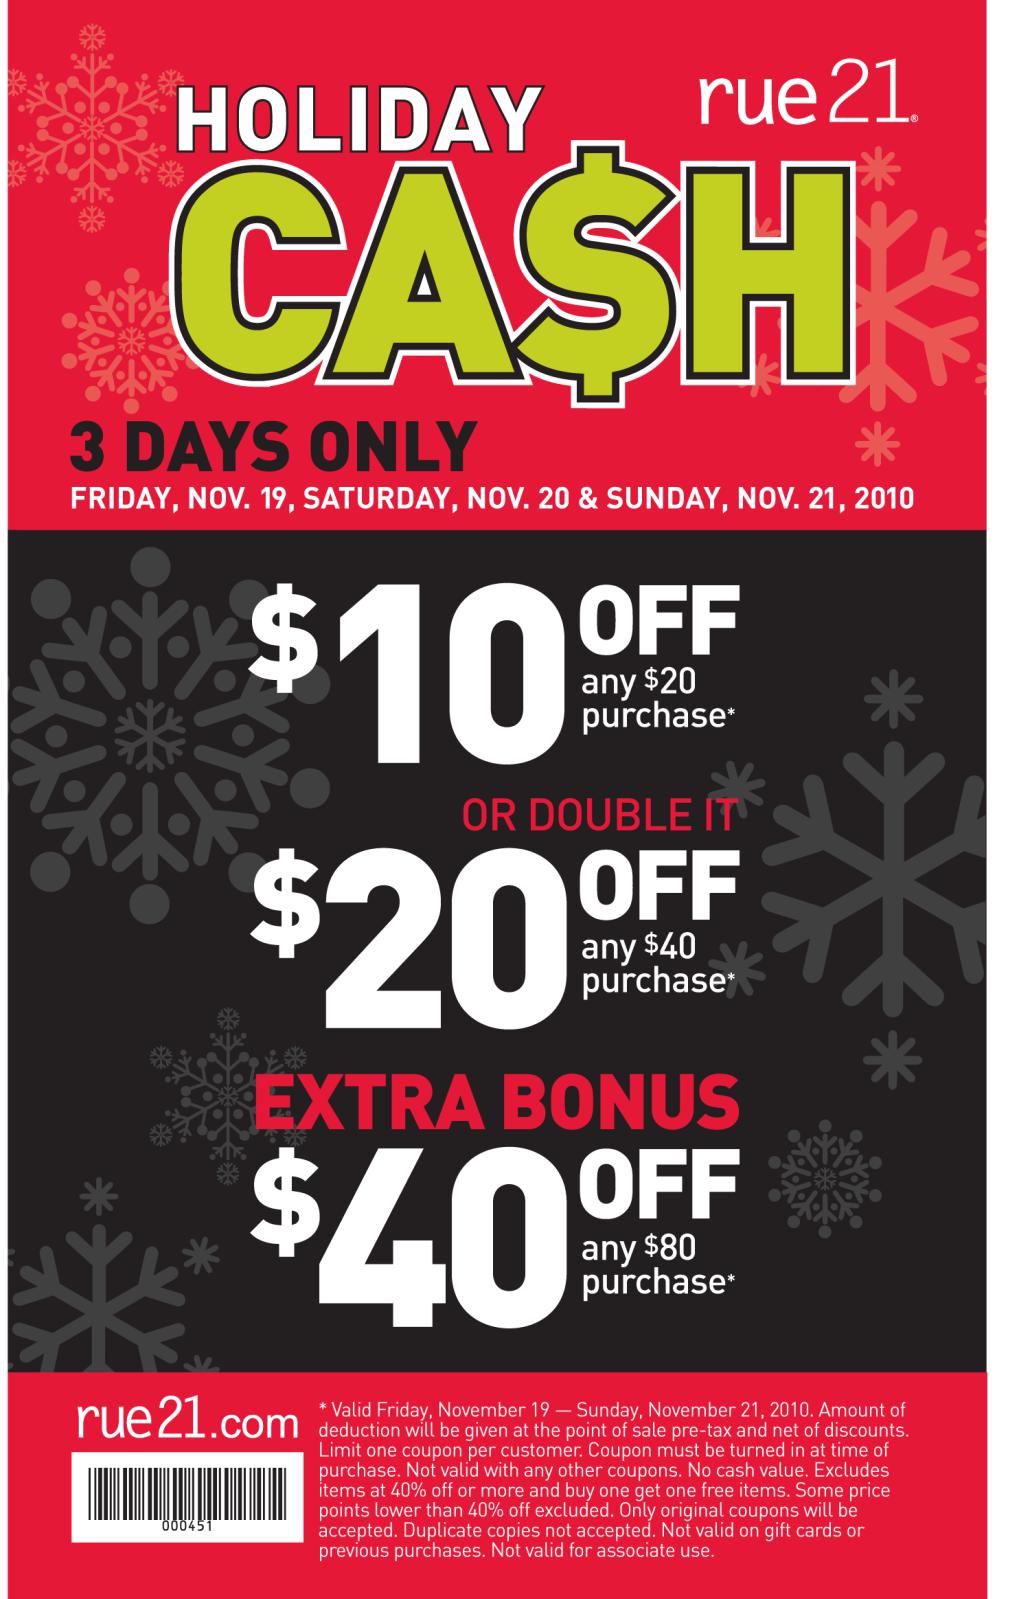 HOLIDAY
rue21®
CA$H
3 DAYS ONLY
FRIDAY, NOV. 19, SATURDAY, NOV. 20 & SUNDAY, NOV. 21, 2010
$10 OFF
any $20
purchase*
OR DOUBLE IT
$20 OFF
any $40
purchase*
EXTRA BONUS
$40 OFF
any $80
purchase*
rue21.com
000451
* Valid Friday, November 19 — Sunday, November 21, 2010. Amount of
deduction will be given at the point of sale pre-tax and net of discounts.
Limit one coupon per customer. Coupon must be turned in at time of
purchase. Not valid with any other coupons. No cash value. Excludes
items at 40% off or more and buy one get one free items. Some price
points lower than 40% off excluded. Only original coupons will be
accepted. Duplicate copies not accepted. Not valid on gift cards or
previous purchases. Not valid for associate use.